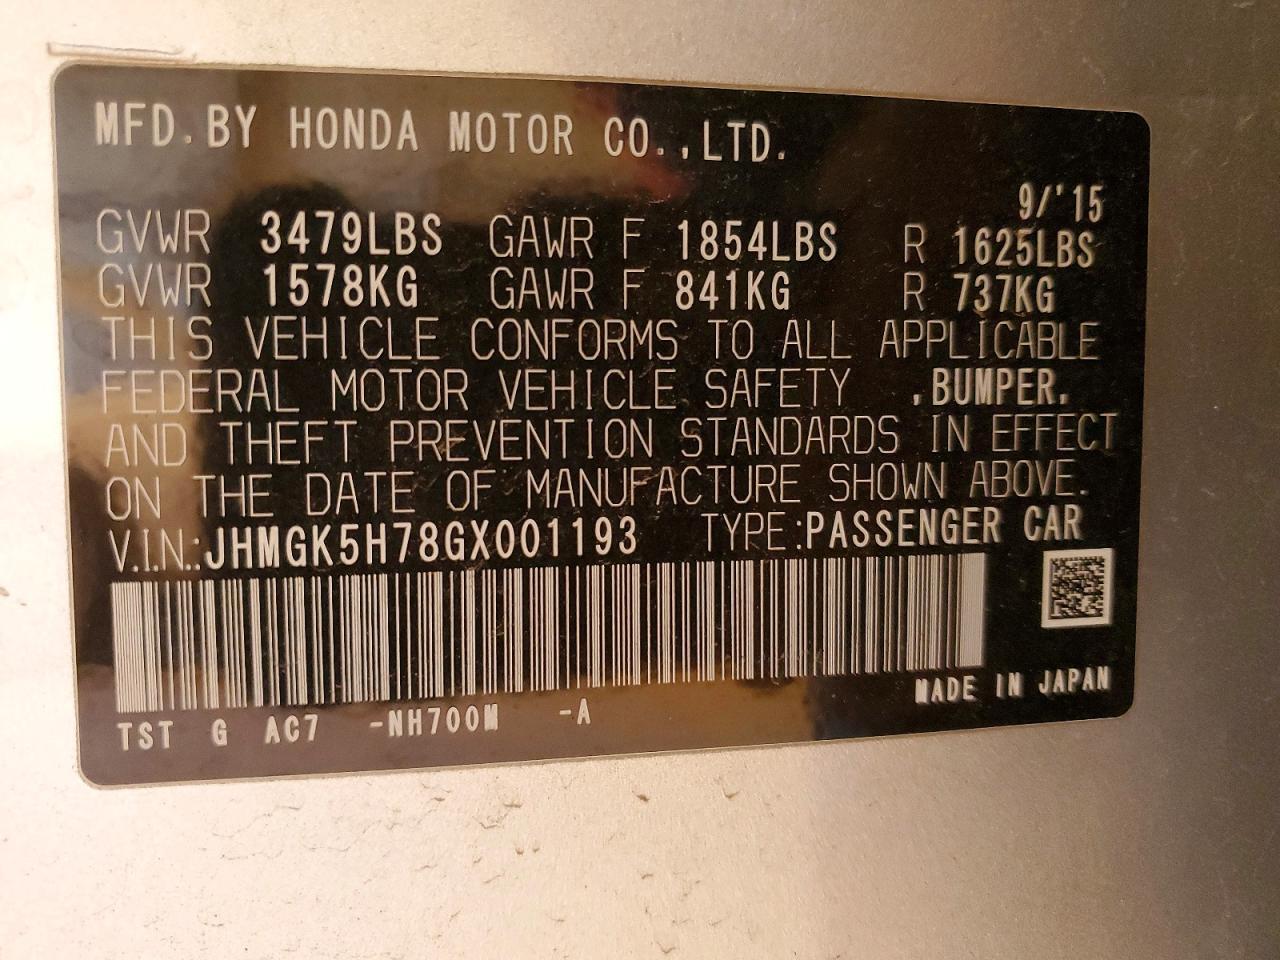 MFD. BY HONDA MOTOR CO., LTD.
9/'15
GVWR 3479LBS GAWR F 1854LBS R 1625LBS
GVWR 1578KG GAWR F 841KG R 737KG
THIS VEHICLE CONFORMS TO ALL APPLICABLE
FEDERAL MOTOR VEHICLE SAFETY ,BUMPER,
AND THEFT PREVENTION STANDARDS IN EFFECT
ON THE DATE OF MANUFACTURE SHOWN ABOVE.
V.I.N.:JHMGK5H78GX001193 TYPE:PASSENGER CAR
MADE IN JAPAN
TST G AC7 -NH700M -A